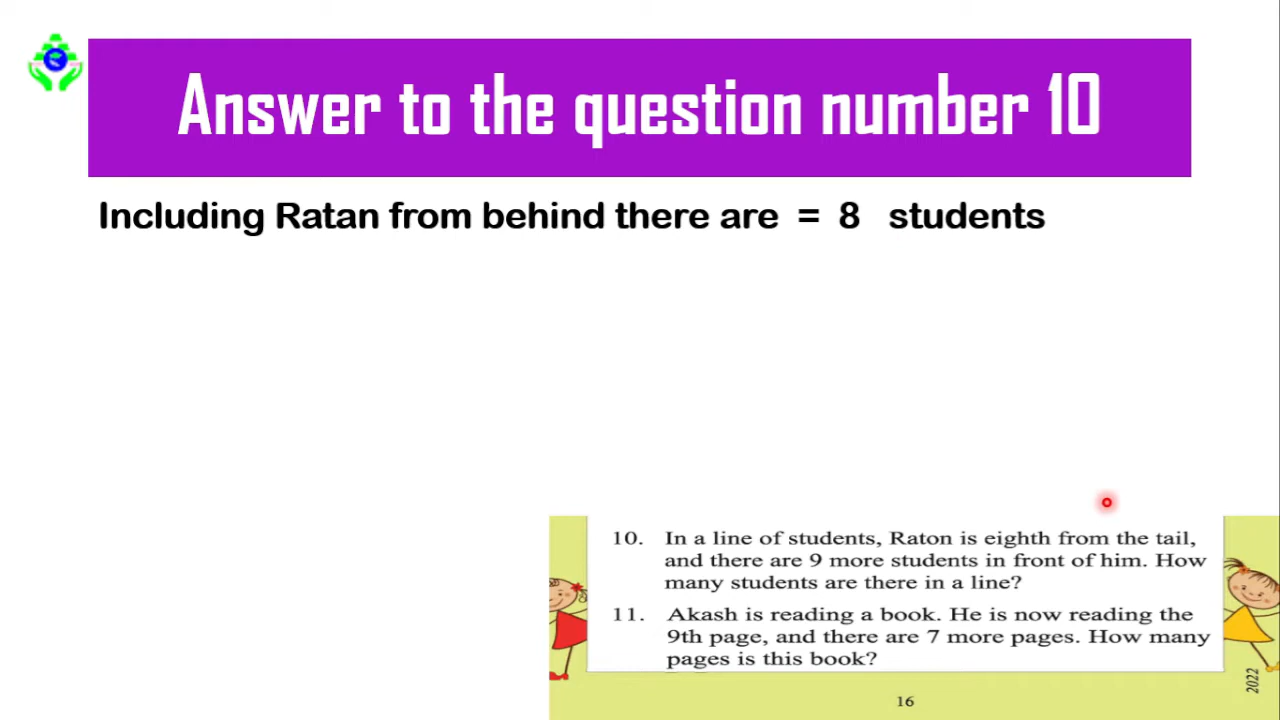 Answer to the question number 10
Including Ratan from behind there are = 8 students
10. In a line of students, Raton is eighth from the tail,
and there are 9 more students in front of him. How
many students are there in a line?
11. Akash is reading a book. He is now reading the
9th page, and there are 7 more pages. How many
pages is this book?
16
2022